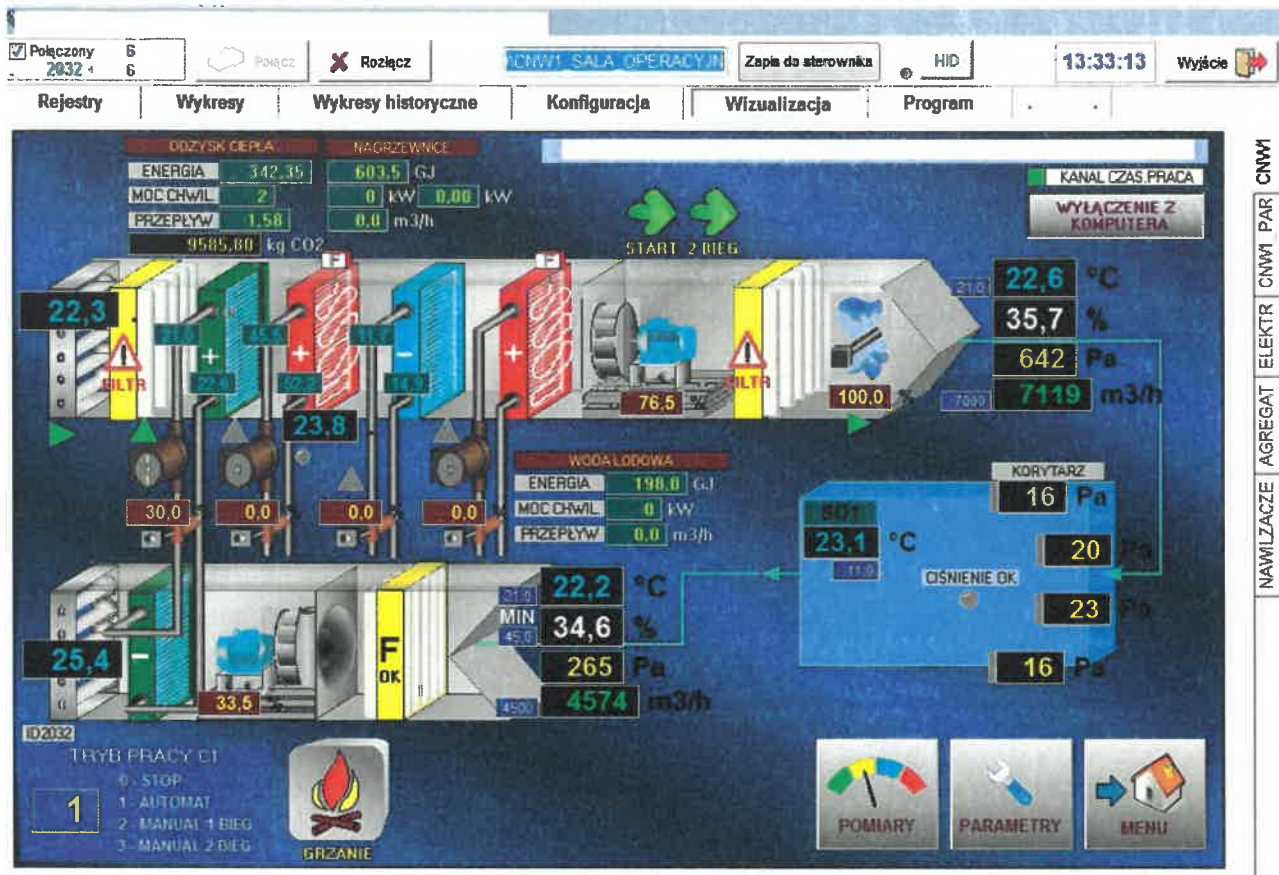 Połączony 6
2032 6
Połącz
Rozłącz
CNW1 SALA OPERACYJN
Zapis do sterownika
HID
13:33:13
Wyjście
Rejestry Wykresy Wykresy historyczne Konfiguracja Wizualizacja Program
ODZYSK CIEPŁA NAGRZEWNICE
ENERGIA 342,35 603,5 GJ
MOC CHWIL 2 0 kW 0,00 kW
PRZEPŁYW 1,58 0,0 m3/h
9585,80 kg CO2
START 2 BIEG
KANAL CZAS.PRACA
WYŁĄCZENIE Z
KOMPUTERA
CNW1
CNW1 PAR
ELEKTR
AGREGAT
NAWILZACZE
F F
22,3
FILTR
+ + - +
23,8
76,5 %
FILTR
100,0 %
21,0 22,6 °C
35,7 %
642 Pa
7000 7119 m3/h
30,0 0,0 0,0 0,0
WODA LODOWA
ENERGIA 198,0 GJ
MOC CHWIL 0 kW
PRZEPŁYW 0,0 m3/h
KORYTARZ
16 Pa
SO1
23,1 °C
20 Pa
CIŚNIENIE OK
23 Pa
16 Pa
25,4
-
33,5 %
F
OK
21,0 22,2 °C
MIN
45,0 34,6 %
265 Pa
4500 4574 m3/h
ID2032
TRYB PRACY C1
0 - STOP
1 1 - AUTOMAT
2 - MANUAL 1 BIEG
3 - MANUAL 2 BIEG
GRZANIE
POMIARY
PARAMETRY
MENU